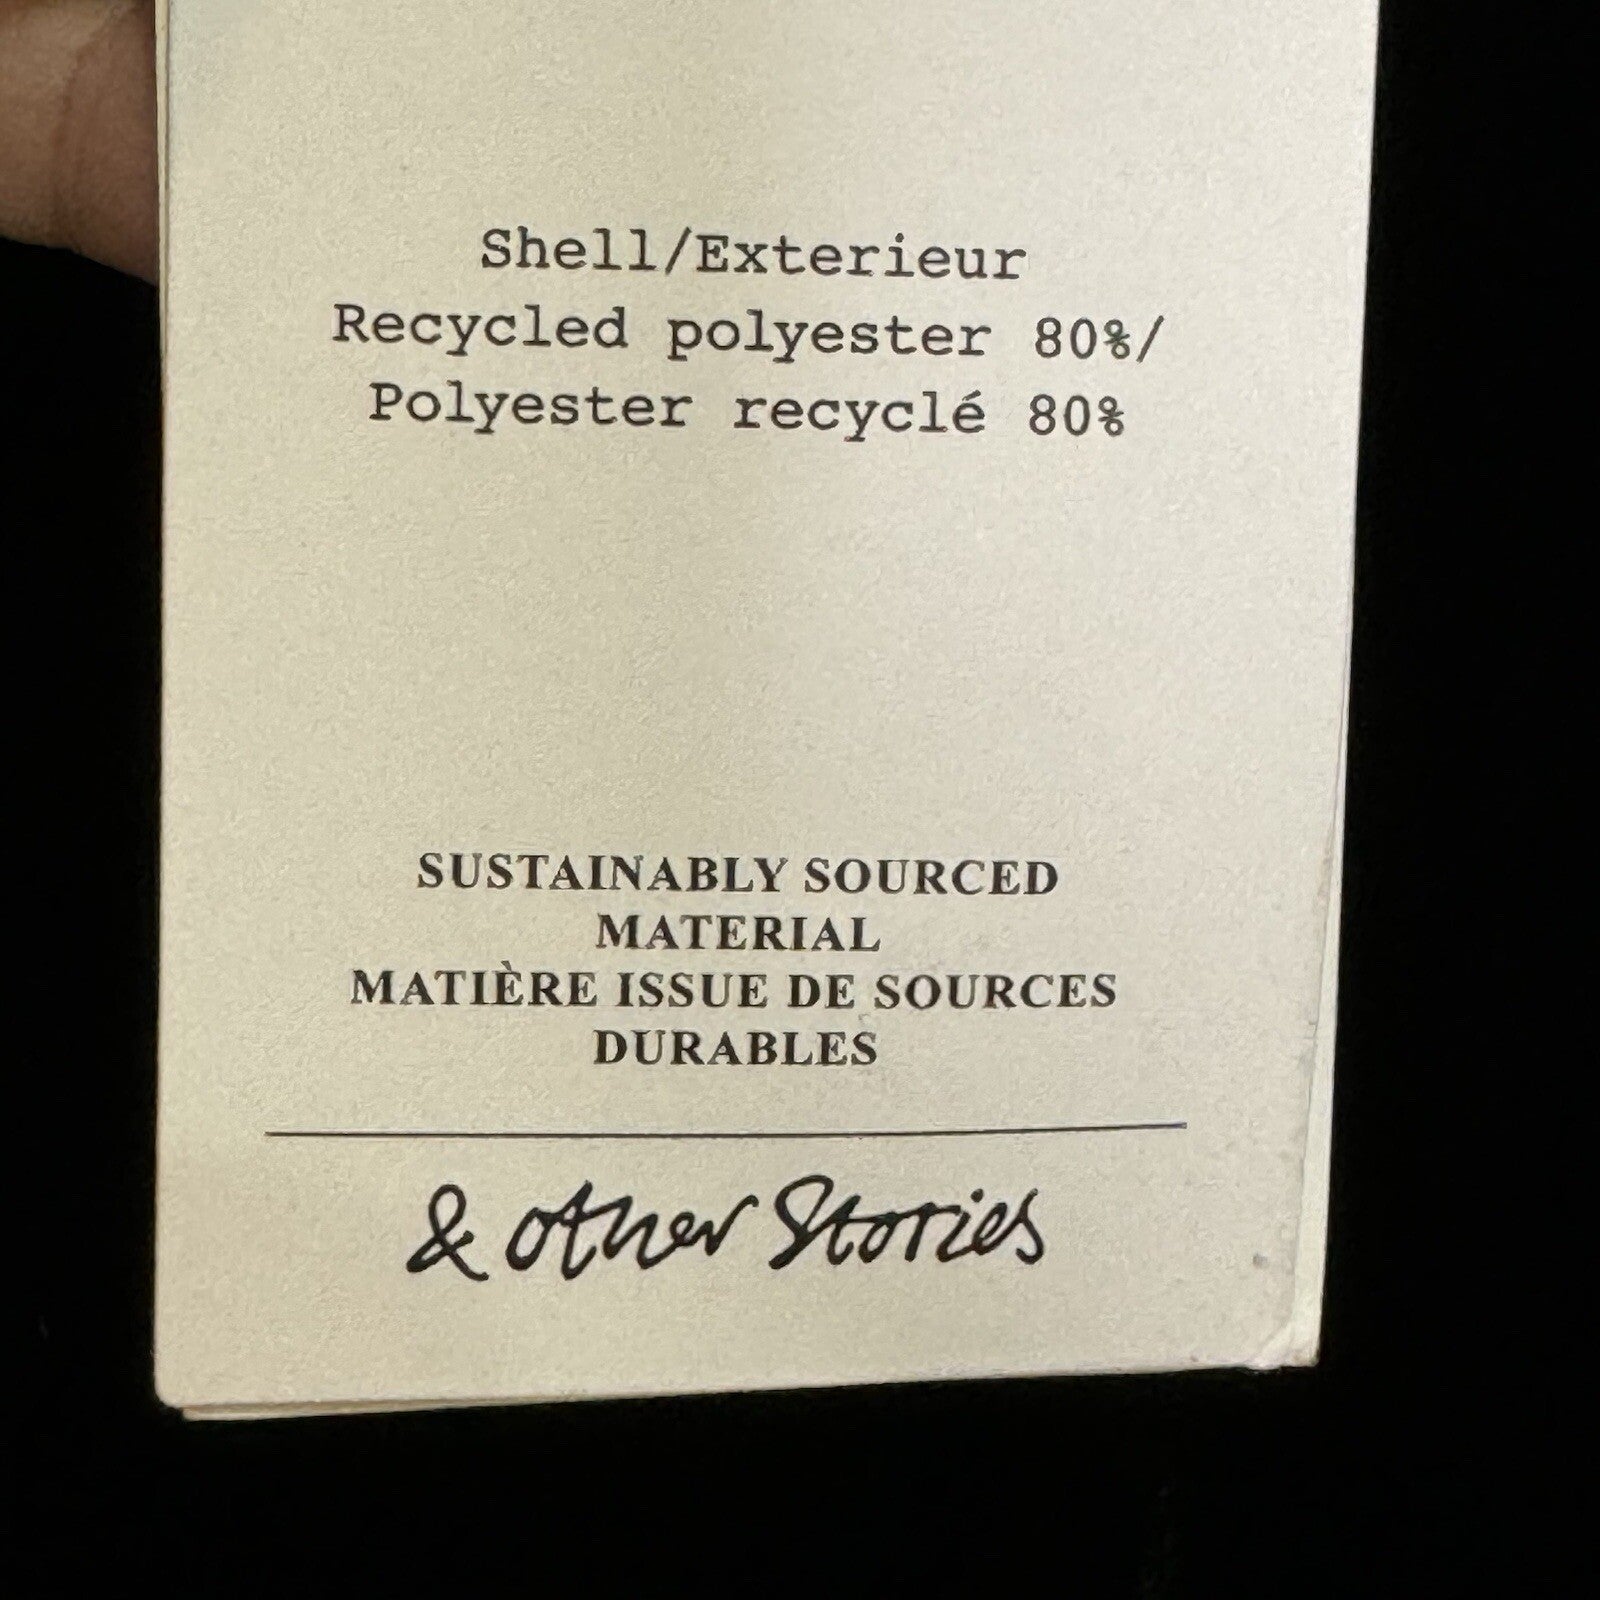 Shell/Exterieur
Recycled polyester 80%/
Polyester recyclé 80%
SUSTAINABLY SOURCED
MATERIAL
MATIÈRE ISSUE DE SOURCES
DURABLES
& other Stories